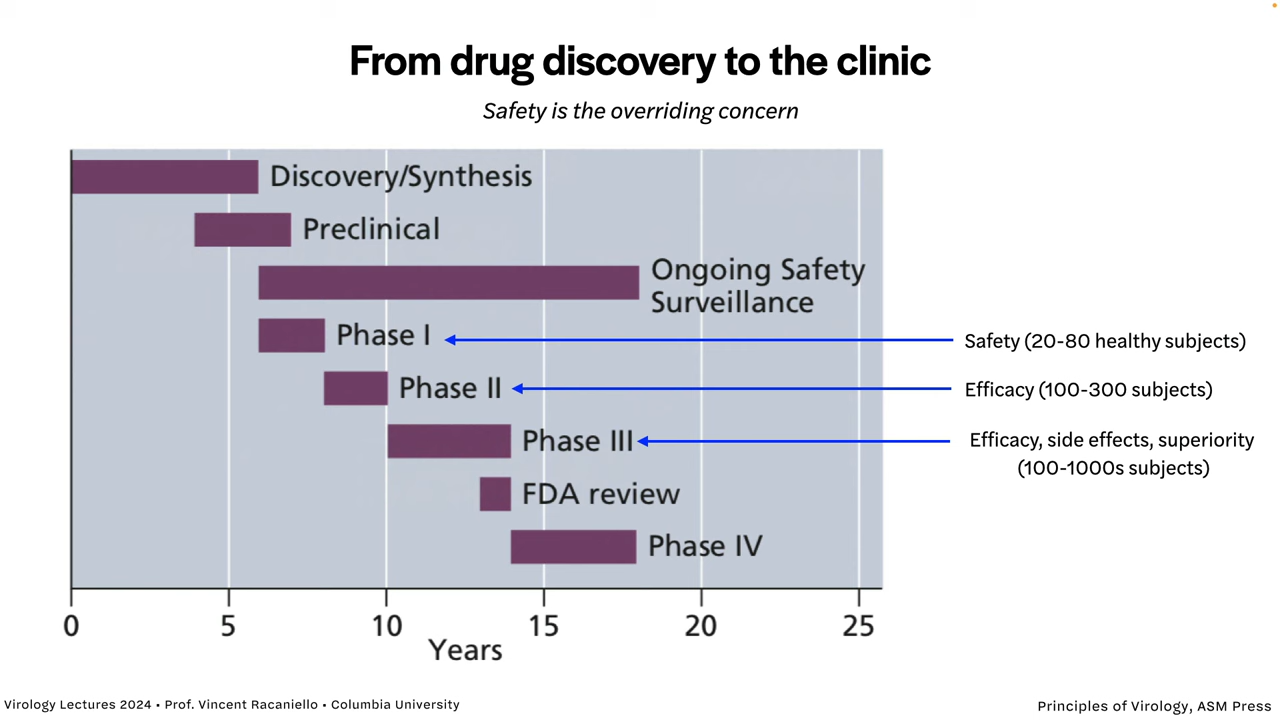 From drug discovery to the clinic
Safety is the overriding concern
Discovery/Synthesis
Preclinical
Ongoing Safety
Surveillance
Phase I
Safety (20-80 healthy subjects)
Phase II
Efficacy (100-300 subjects)
Phase III
Efficacy, side effects, superiority
(100-1000s subjects)
FDA review
Phase IV
0 5 10 15 20 25
Years
Virology Lectures 2024 • Prof. Vincent Racaniello • Columbia University
Principles of Virology, ASM Press